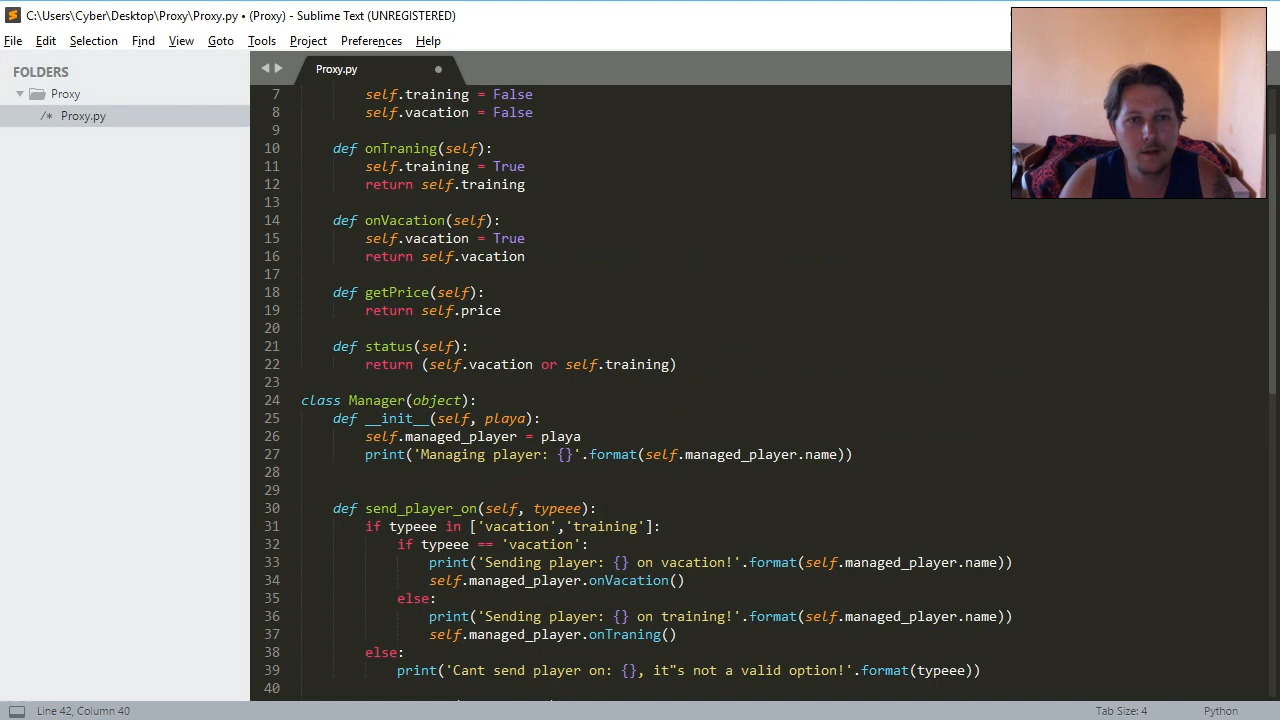 C:\Users\Cyber\Desktop\Proxy\Proxy.py • (Proxy) - Sublime Text (UNREGISTERED)
File Edit Selection Find View Goto Tools Project Preferences Help
FOLDERS
Proxy
/* Proxy.py
Proxy.py
7 self.training = False
8 self.vacation = False
9
10 def onTraning(self):
11 self.training = True
12 return self.training
13
14 def onVacation(self):
15 self.vacation = True
16 return self.vacation
17
18 def getPrice(self):
19 return self.price
20
21 def status(self):
22 return (self.vacation or self.training)
23
24 class Manager(object):
25 def __init__(self, playa):
26 self.managed_player = playa
27 print('Managing player: {}'.format(self.managed_player.name))
28
29
30 def send_player_on(self, typeee):
31 if typeee in ['vacation','training']:
32 if typeee == 'vacation':
33 print('Sending player: {} on vacation!'.format(self.managed_player.name))
34 self.managed_player.onVacation()
35 else:
36 print('Sending player: {} on training!'.format(self.managed_player.name))
37 self.managed_player.onTraning()
38 else:
39 print('Cant send player on: {}, it"s not a valid option!'.format(typeee))
40
Line 42, Column 40
Tab Size: 4
Python